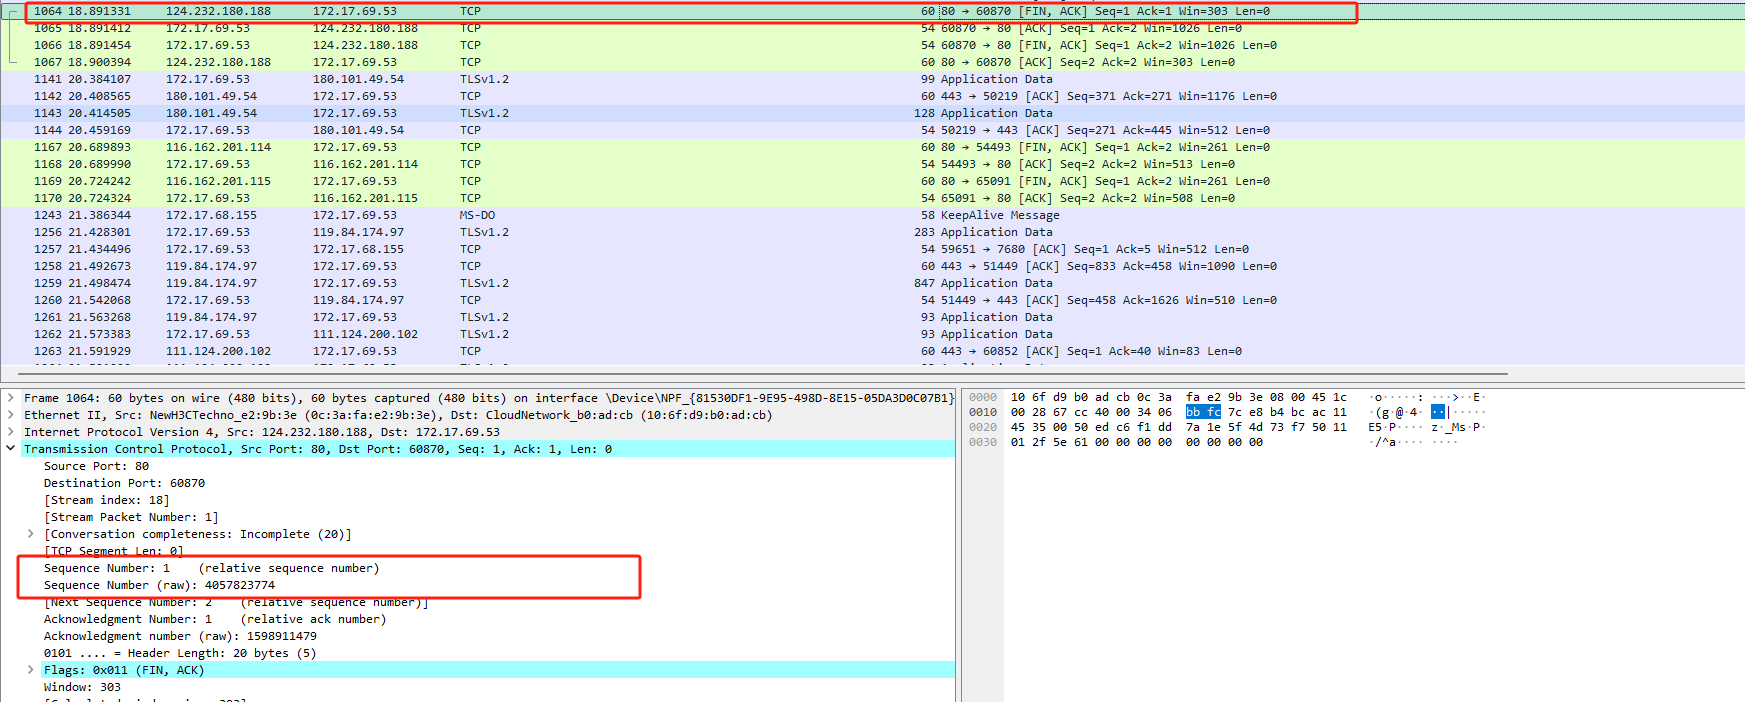 1064 18.891331 124.232.180.188 172.17.69.53 TCP 60 80 → 60870 [FIN, ACK] Seq=1 Ack=1 Win=303 Len=0
1065 18.891412 172.17.69.53 124.232.180.188 TCP 54 60870 → 80 [ACK] Seq=1 Ack=2 Win=1026 Len=0
1066 18.891454 172.17.69.53 124.232.180.188 TCP 54 60870 → 80 [FIN, ACK] Seq=1 Ack=2 Win=1026 Len=0
1067 18.900394 124.232.180.188 172.17.69.53 TCP 60 80 → 60870 [ACK] Seq=2 Ack=2 Win=303 Len=0
1141 20.384107 172.17.69.53 180.101.49.54 TLSv1.2 99 Application Data
1142 20.408565 180.101.49.54 172.17.69.53 TCP 60 443 → 50219 [ACK] Seq=371 Ack=271 Win=1176 Len=0
1143 20.414505 180.101.49.54 172.17.69.53 TLSv1.2 128 Application Data
1144 20.459169 172.17.69.53 180.101.49.54 TCP 54 50219 → 443 [ACK] Seq=271 Ack=445 Win=512 Len=0
1167 20.689893 116.162.201.114 172.17.69.53 TCP 60 80 → 54493 [FIN, ACK] Seq=1 Ack=2 Win=261 Len=0
1168 20.689990 172.17.69.53 116.162.201.114 TCP 54 54493 → 80 [ACK] Seq=2 Ack=2 Win=513 Len=0
1169 20.724242 116.162.201.115 172.17.69.53 TCP 60 80 → 65091 [FIN, ACK] Seq=1 Ack=2 Win=261 Len=0
1170 20.724324 172.17.69.53 116.162.201.115 TCP 54 65091 → 80 [ACK] Seq=2 Ack=2 Win=508 Len=0
1243 21.386344 172.17.68.155 172.17.69.53 MS-DO 58 KeepAlive Message
1256 21.428301 172.17.69.53 119.84.174.97 TLSv1.2 283 Application Data
1257 21.434496 172.17.69.53 172.17.68.155 TCP 54 59651 → 7680 [ACK] Seq=1 Ack=5 Win=512 Len=0
1258 21.492673 119.84.174.97 172.17.69.53 TCP 60 443 → 51449 [ACK] Seq=833 Ack=458 Win=1090 Len=0
1259 21.498474 119.84.174.97 172.17.69.53 TLSv1.2 847 Application Data
1260 21.542068 172.17.69.53 119.84.174.97 TCP 54 51449 → 443 [ACK] Seq=458 Ack=1626 Win=510 Len=0
1261 21.563268 119.84.174.97 172.17.69.53 TLSv1.2 93 Application Data
1262 21.573383 172.17.69.53 111.124.200.102 TLSv1.2 93 Application Data
1263 21.591929 111.124.200.102 172.17.69.53 TCP 60 443 → 60852 [ACK] Seq=1 Ack=40 Win=83 Len=0
Frame 1064: 60 bytes on wire (480 bits), 60 bytes captured (480 bits) on interface \Device\NPF_{81530DF1-9E95-498D-8E15-05DA3D0C07B1}
Ethernet II, Src: NewH3CTechno_e2:9b:3e (0c:3a:fa:e2:9b:3e), Dst: CloudNetwork_b0:ad:cb (10:6f:d9:b0:ad:cb)
Internet Protocol Version 4, Src: 124.232.180.188, Dst: 172.17.69.53
Transmission Control Protocol, Src Port: 80, Dst Port: 60870, Seq: 1, Ack: 1, Len: 0
Source Port: 80
Destination Port: 60870
[Stream index: 18]
[Stream Packet Number: 1]
[Conversation completeness: Incomplete (20)]
[TCP Segment Len: 0]
Sequence Number: 1 (relative sequence number)
Sequence Number (raw): 4057823774
[Next Sequence Number: 2 (relative sequence number)]
Acknowledgment Number: 1 (relative ack number)
Acknowledgment number (raw): 1598911479
0101 .... = Header Length: 20 bytes (5)
Flags: 0x011 (FIN, ACK)
Window: 303
0000 10 6f d9 b0 ad cb 0c 3a fa e2 9b 3e 08 00 45 1c ·o·····: ···>··E·
0010 00 28 67 cc 40 00 34 06 bb fc 7c e8 b4 bc ac 11 ·(g·@·4· ··|·····
0020 45 35 00 50 ed c6 f1 dd 7a 1e 5f 4d 73 f7 50 11 E5·P···· z·_Ms·P·
0030 01 2f 5e 61 00 00 00 00 00 00 00 00 ·/^a···· ····